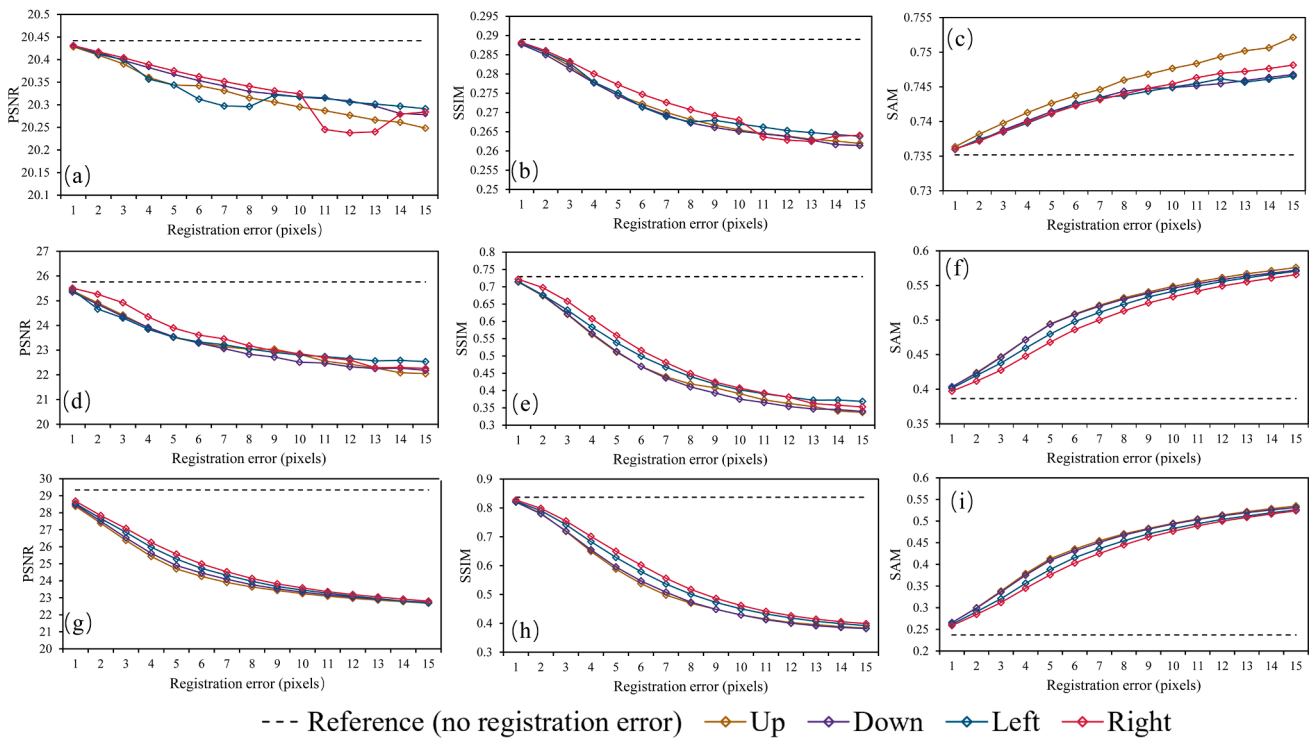 PSNR
20.5
20.45
20.4
20.35
20.3
20.25
20.2
20.15
20.1
(a)
1 2 3 4 5 6 7 8 9 10 11 12 13 14 15
Registration error (pixels)
SSIM
0.295
0.29
0.285
0.28
0.275
0.27
0.265
0.26
0.255
0.25
(b)
1 2 3 4 5 6 7 8 9 10 11 12 13 14 15
Registration error (pixels)
SAM
0.755
0.75
0.745
0.74
0.735
0.73
(c)
1 2 3 4 5 6 7 8 9 10 11 12 13 14 15
Registration error (pixels)
PSNR
27
26
25
24
23
22
21
20
(d)
1 2 3 4 5 6 7 8 9 10 11 12 13 14 15
Registration error (pixels)
SSIM
0.8
0.75
0.7
0.65
0.6
0.55
0.5
0.45
0.4
0.35
0.3
(e)
1 2 3 4 5 6 7 8 9 10 11 12 13 14 15
Registration error (pixels)
SAM
0.6
0.55
0.5
0.45
0.4
0.35
(f)
1 2 3 4 5 6 7 8 9 10 11 12 13 14 15
Registration error (pixels)
PSNR
30
29
28
27
26
25
24
23
22
21
20
(g)
1 2 3 4 5 6 7 8 9 10 11 12 13 14 15
Registration error (pixels)
SSIM
0.9
0.8
0.7
0.6
0.5
0.4
0.3
(h)
1 2 3 4 5 6 7 8 9 10 11 12 13 14 15
Registration error (pixels)
SAM
0.6
0.55
0.5
0.45
0.4
0.35
0.3
0.25
0.2
(i)
1 2 3 4 5 6 7 8 9 10 11 12 13 14 15
Registration error (pixels)
Reference (no registration error) Up Down Left Right